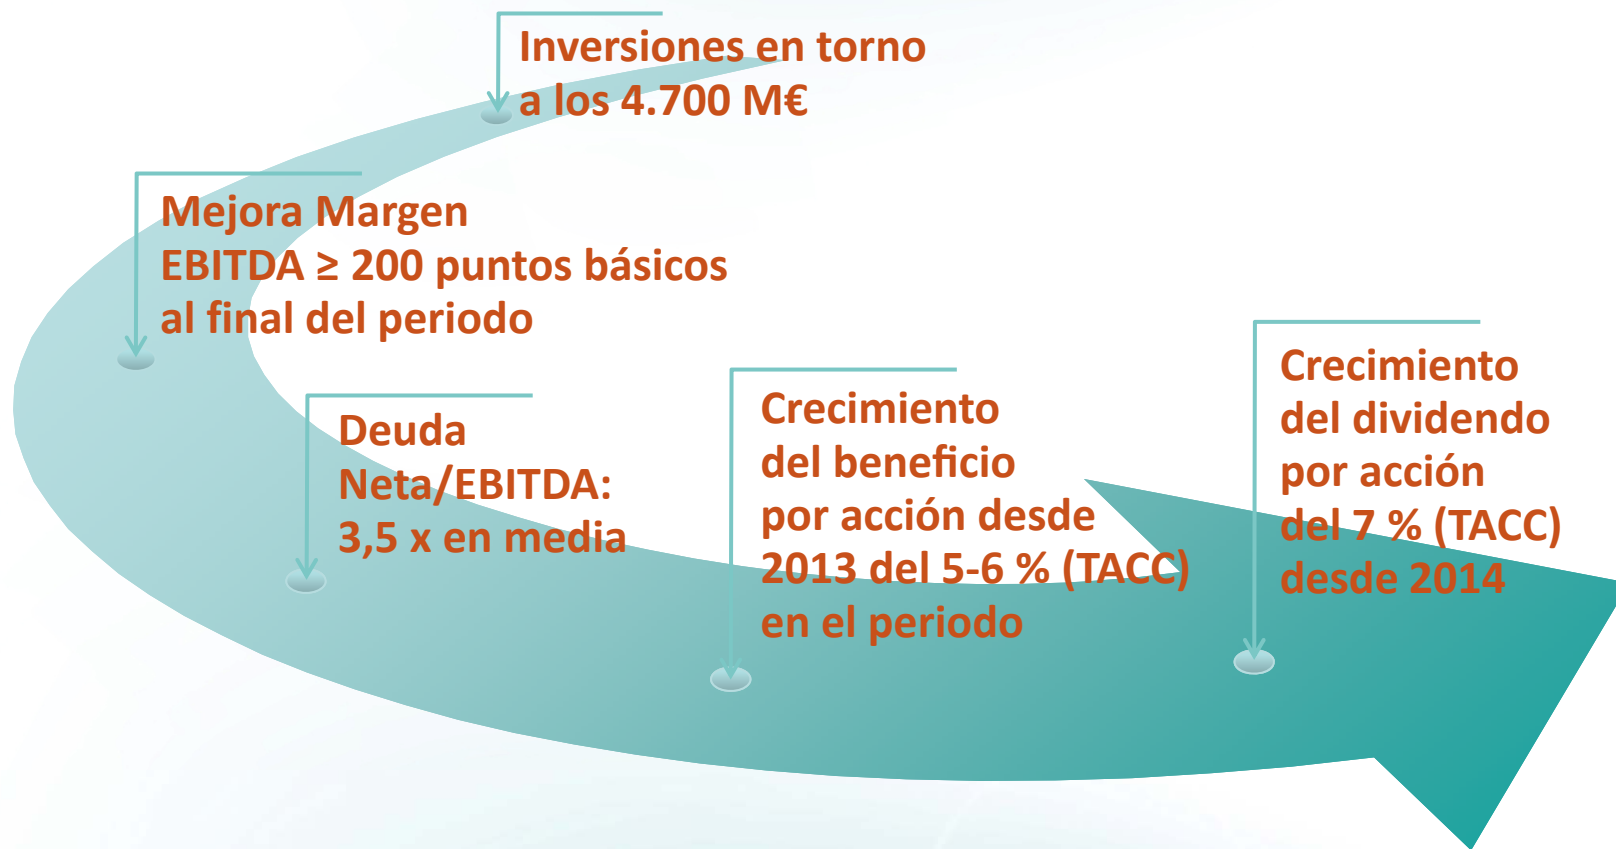 Inversiones en torno
a los 4.700 M€
Mejora Margen
EBITDA ≥ 200 puntos básicos
al final del periodo
Deuda
Neta/EBITDA:
3,5 x en media
Crecimiento
del beneficio
por acción desde
2013 del 5-6 % (TACC)
en el periodo
Crecimiento
del dividendo
por acción
del 7 % (TACC)
desde 2014